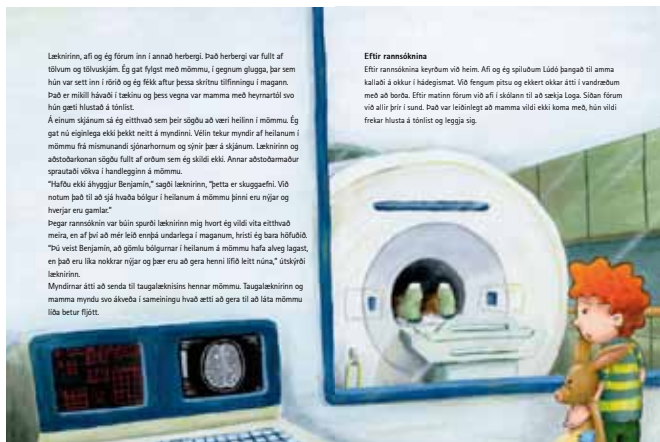 Læknirinn, afi og ég fórum inn í annað herbergi. Það herbergi var fullt af
tölvum og tölvuskjám. Ég gat fylgst með mömmu, í gegnum glugga, þar sem
hún var sett inn í rörið og ég fékk aftur þessa skrítnu tilfinningu í magann.
Það er mikill hávaði í tækinu og þess vegna var mamma með heyrnartól svo
hún gæti hlustað á tónlist.
Á einum skjánum sá ég eitthvað sem þeir sögðu að væri heilinn í mömmu. Ég
gat nú eiginlega ekki þekkt neitt á myndinni. Vélin tekur myndir af heilanum í
mömmu frá mismunandi sjónarhornum og sýnir þær á skjánum. Læknirinn og
aðstoðarkonan sögðu fullt af orðum sem ég skildi ekki. Annar aðstoðarmaður
sprautaði vökva í handlegginn á mömmu.
"Hafðu ekki áhyggjur Benjamín," sagði læknirinn, "þetta er skuggaefni. Við
notum það til að sjá hvaða bólgur í heilanum á mömmu þinni eru nýjar og
hverjar eru gamlar."
Þegar rannsóknin var búin spurði læknirinn mig hvort ég vildi vita eitthvað
meira, en af því að mér leið ennþá undarlega í maganum, hristi ég bara höfuðið.
"Þú veist Benjamín, að gömlu bólgurnar í heilanum á mömmu hafa alveg lagast,
en það eru líka nokkrar nýjar og þær eru að gera henni lífið leitt núna," útskýrði
læknirinn.
Myndirnar átti að senda til taugalæknisins hennar mömmu. Taugalæknirinn og
mamma myndu svo ákveða í sameiningu hvað ætti að gera til að láta mömmu
líða betur fljótt.
Eftir rannsóknina
Eftir rannsóknina keyrðum við heim. Afi og ég spiluðum Lúdó þangað til amma
kallaði á okkur í hádegismat. Við fengum pitsu og ekkert okkar átti í vandræðum
með að borða. Eftir matinn fórum við afi í skólann til að sækja Loga. Síðan fórum
við allir þrír í sund. Það var leiðinlegt að mamma vildi ekki koma með, hún vildi
frekar hlusta á tónlist og leggja sig.